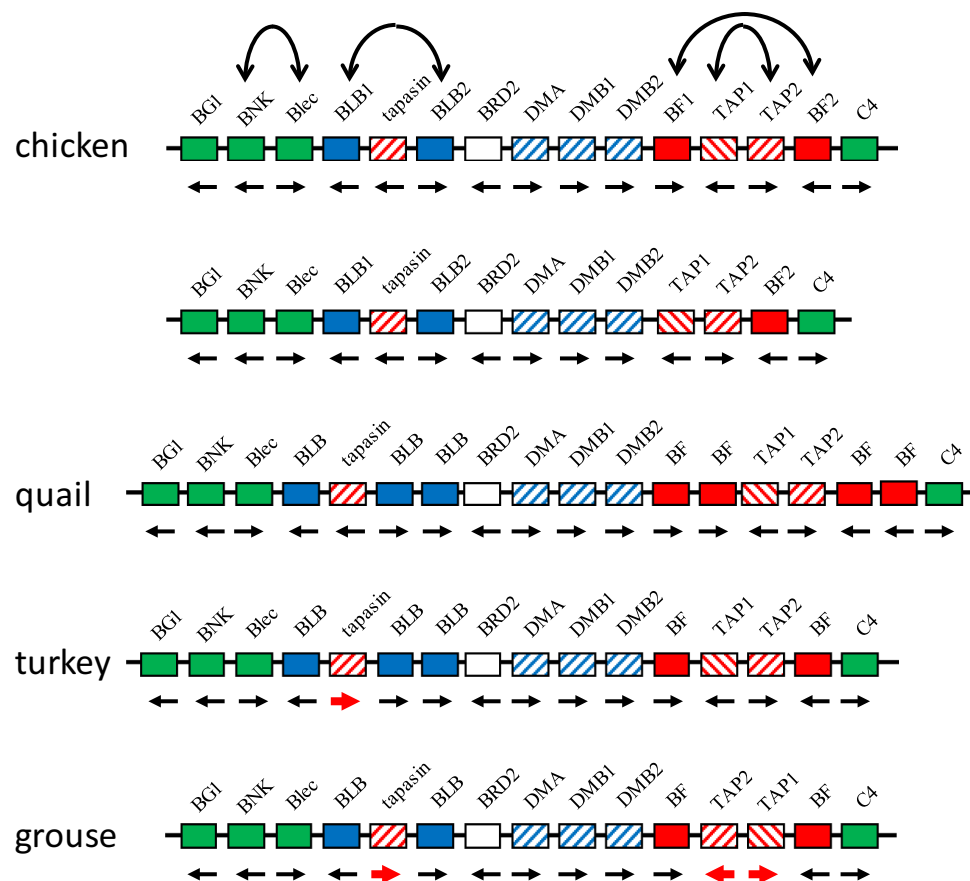 BG1 BNK Blec BLB1 tapasin BLB2 BRD2 DMA DMB1 DMB2 BF1 TAP1 TAP2 BF2 C4
chicken
BG1 BNK Blec BLB1 tapasin BLB2 BRD2 DMA DMB1 DMB2 TAP1 TAP2 BF2 C4
BG1 BNK Blec BLB tapasin BLB BLB BRD2 DMA DMB1 DMB2 BF BF TAP1 TAP2 BF BF C4
quail
BG1 BNK Blec BLB tapasin BLB BLB BRD2 DMA DMB1 DMB2 BF TAP1 TAP2 BF C4
turkey
BG1 BNK Blec BLB tapasin BLB BRD2 DMA DMB1 DMB2 BF TAP2 TAP1 BF C4
grouse